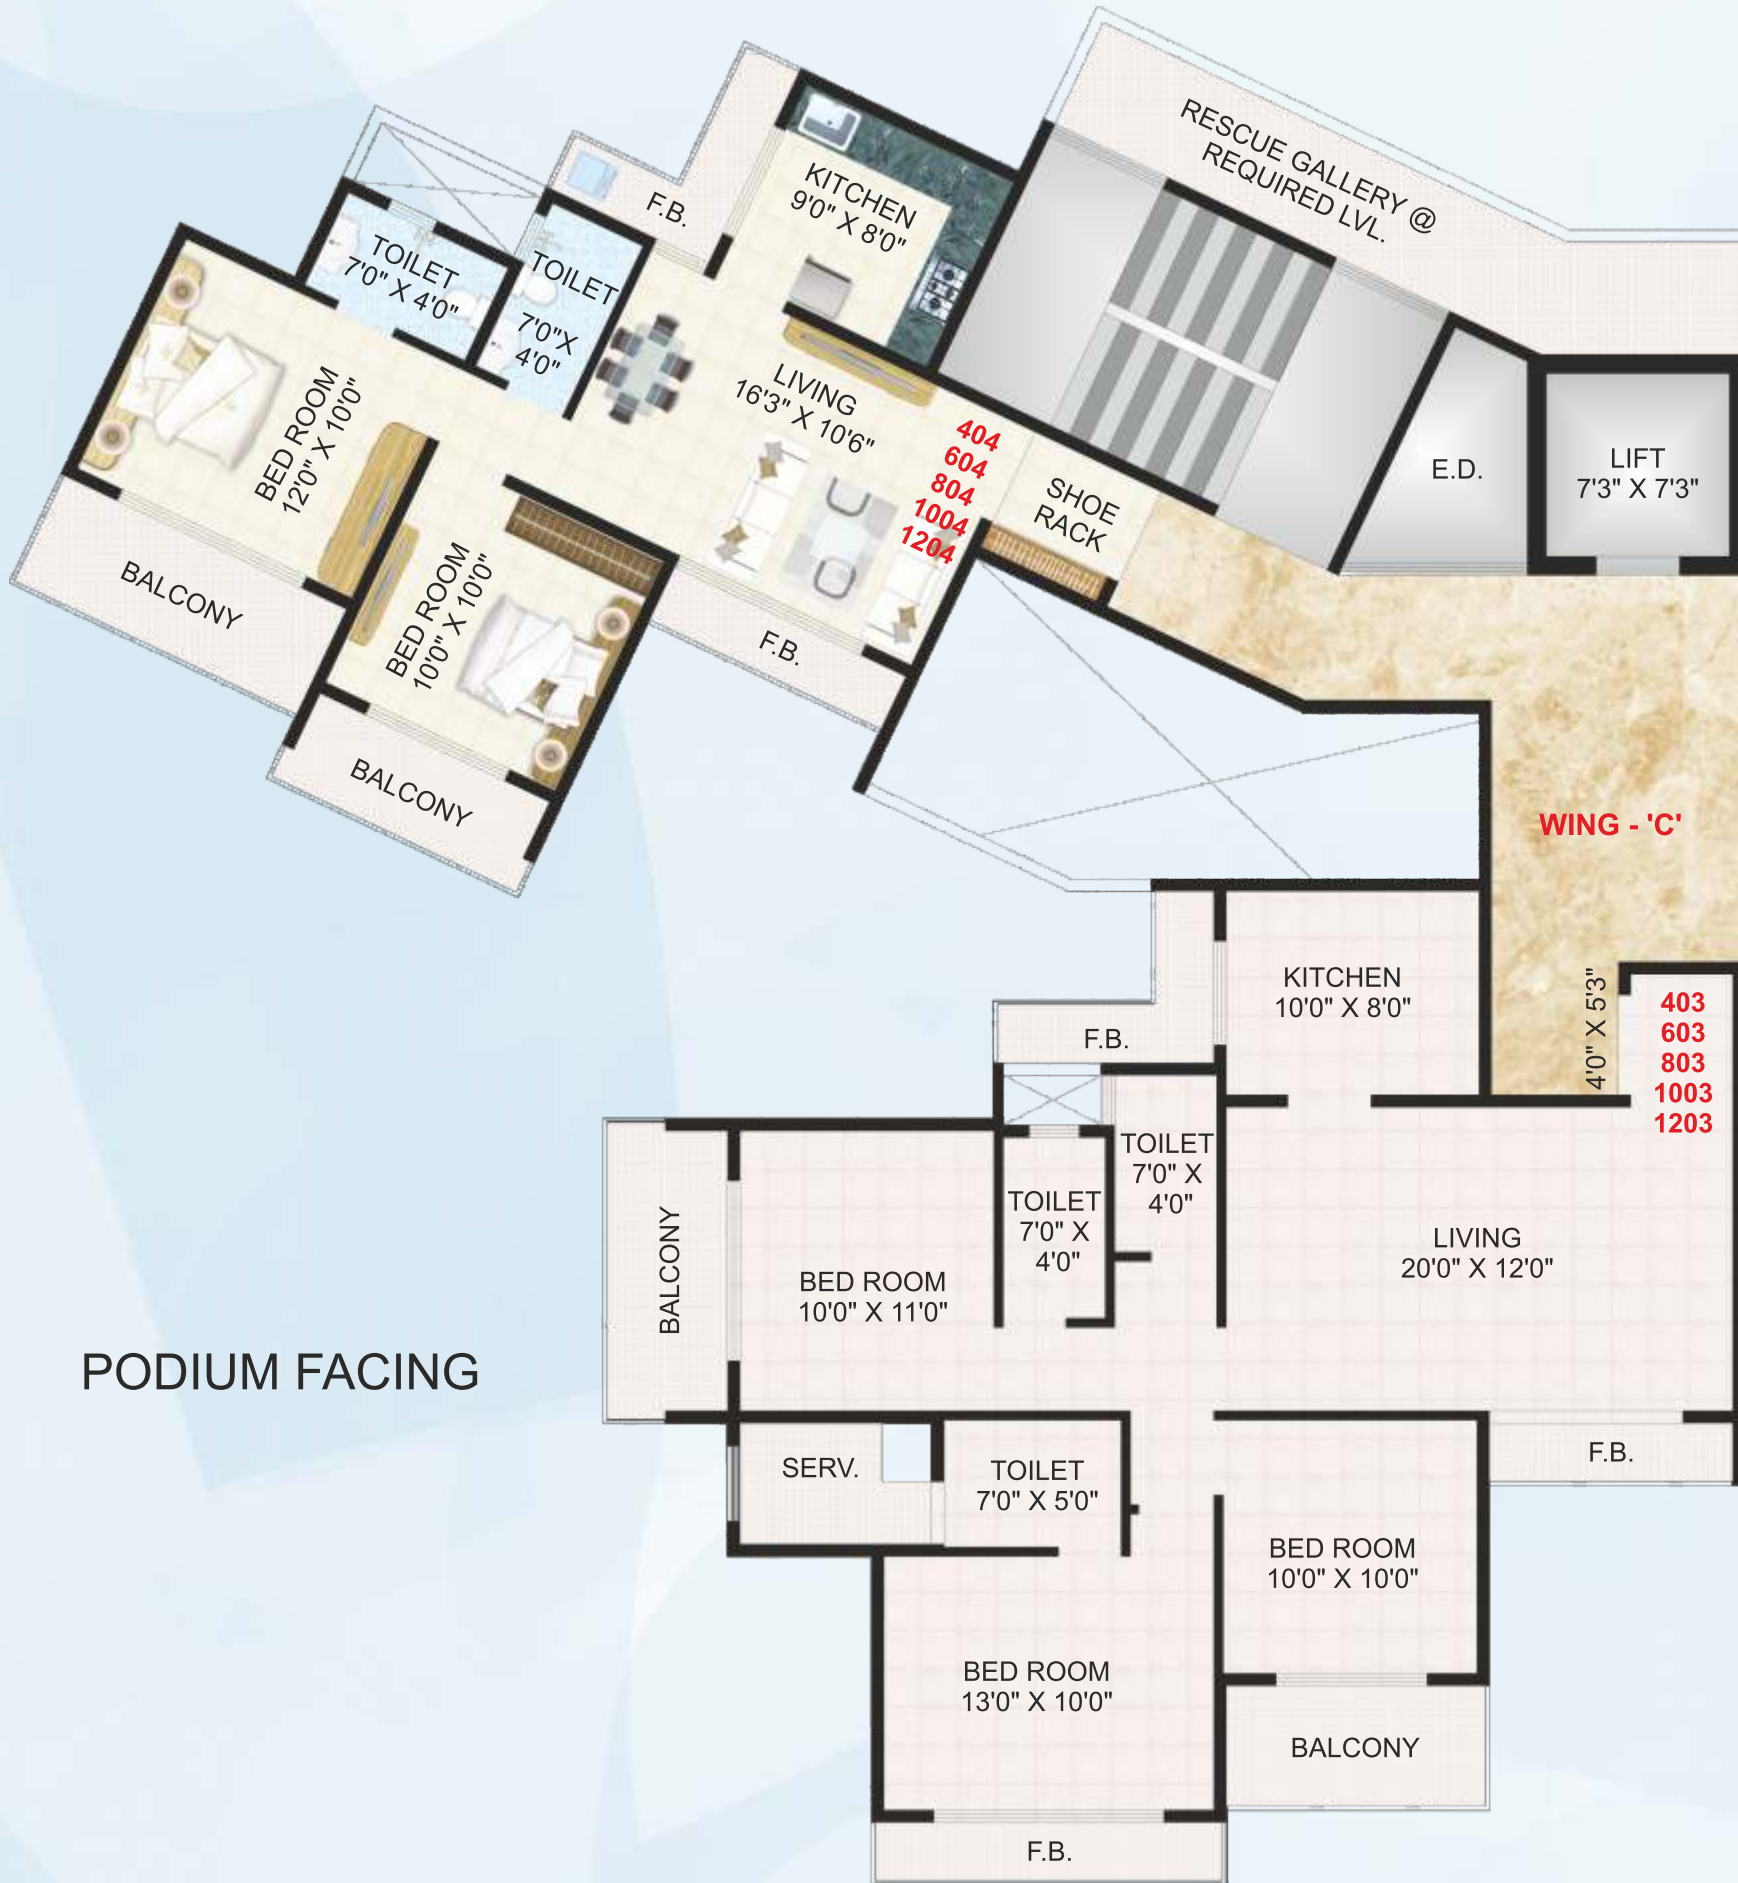 RESCUE GALLERY @
REQUIRED LVL.
KITCHEN
9'0" X 8'0"
F.B.
TOILET
7'0" X 4'0"
TOILET
7'0"X
4'0"
LIVING
16'3" X 10'6"
BED ROOM
12'0" X 10'0"
404
604
804
1004
1204
SHOE
RACK
E.D.
LIFT
7'3" X 7'3"
BALCONY
BED ROOM
10'0" X 10'0"
F.B.
BALCONY
WING - 'C'
KITCHEN
10'0" X 8'0"
4'0" X 5'3"
403
603
803
1003
1203
F.B.
TOILET
7'0" X
4'0"
TOILET
7'0" X
4'0"
BALCONY
BED ROOM
10'0" X 11'0"
LIVING
20'0" X 12'0"
PODIUM FACING
SERV.
TOILET
7'0" X 5'0"
F.B.
BED ROOM
10'0" X 10'0"
BED ROOM
13'0" X 10'0"
BALCONY
F.B.